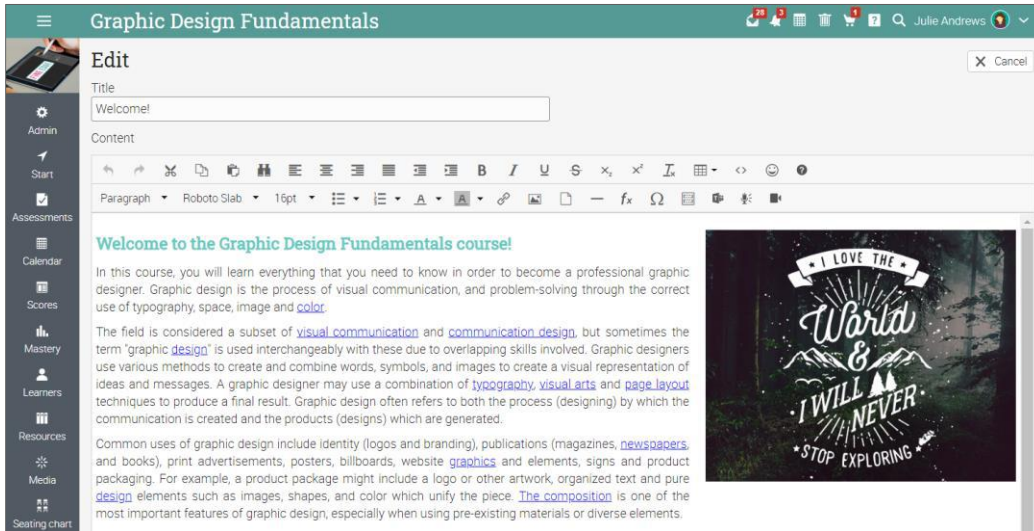 Graphic Design Fundamentals
28
3
1
Julie Andrews
Edit
Cancel
Title
Welcome!
Content
Admin
Start
Assessments
Calendar
Scores
Mastery
Learners
Resources
Media
Seating chart
Paragraph Roboto Slab 16pt
Welcome to the Graphic Design Fundamentals course!
In this course, you will learn everything that you need to know in order to become a professional graphic
designer. Graphic design is the process of visual communication, and problem-solving through the correct
use of typography, space, image and color.
The field is considered a subset of visual communication and communication design, but sometimes the
term "graphic design" is used interchangeably with these due to overlapping skills involved. Graphic designers
use various methods to create and combine words, symbols, and images to create a visual representation of
ideas and messages. A graphic designer may use a combination of typography, visual arts and page layout
techniques to produce a final result. Graphic design often refers to both the process (designing) by which the
communication is created and the products (designs) which are generated.
Common uses of graphic design include identity (logos and branding), publications (magazines, newspapers,
and books), print advertisements, posters, billboards, website graphics and elements, signs and product
packaging. For example, a product package might include a logo or other artwork, organized text and pure
design elements such as images, shapes, and color which unify the piece. The composition is one of the
most important features of graphic design, especially when using pre-existing materials or diverse elements.
I LOVE THE
World
&
I WILL
NEVER
STOP EXPLORING